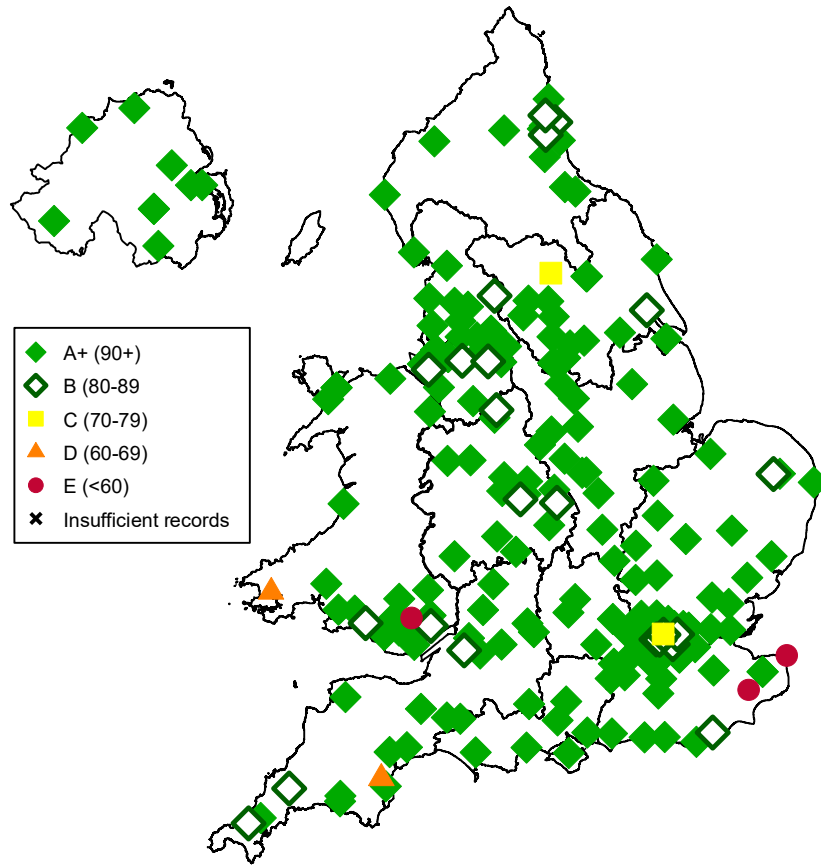 A+ (90+)
B (80-89
C (70-79)
D (60-69)
E (<60)
Insufficient records